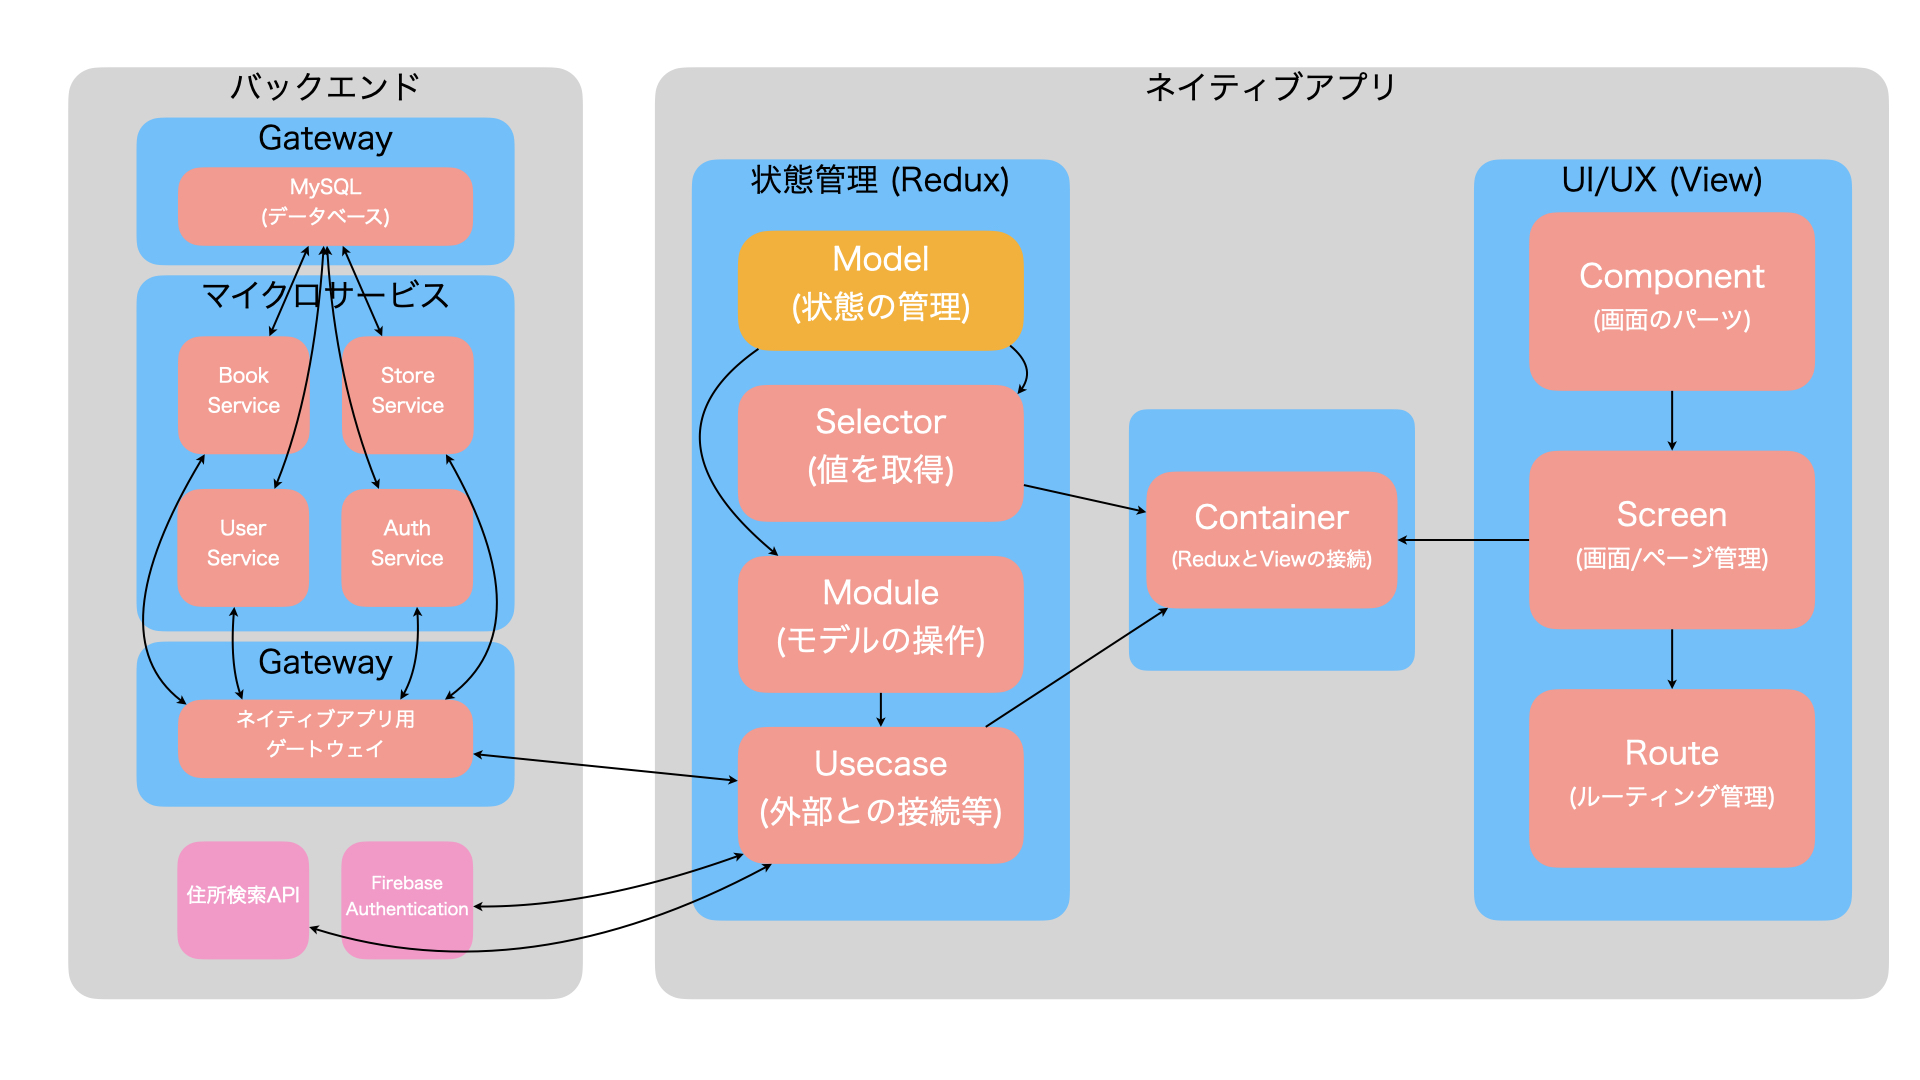 バックエンド
Gateway
MySQL
(データベース)
マイクロサービス
Book
Service
Store
Service
User
Service
Auth
Service
Gateway
ネイティブアプリ用
ゲートウェイ
住所検索API
Firebase
Authentication
ネイティブアプリ
状態管理 (Redux)
Model
(状態の管理)
Selector
(値を取得)
Module
(モデルの操作)
Usecase
(外部との接続等)
Container
(ReduxとViewの接続)
UI/UX (View)
Component
(画面のパーツ)
Screen
(画面/ページ管理)
Route
(ルーティング管理)